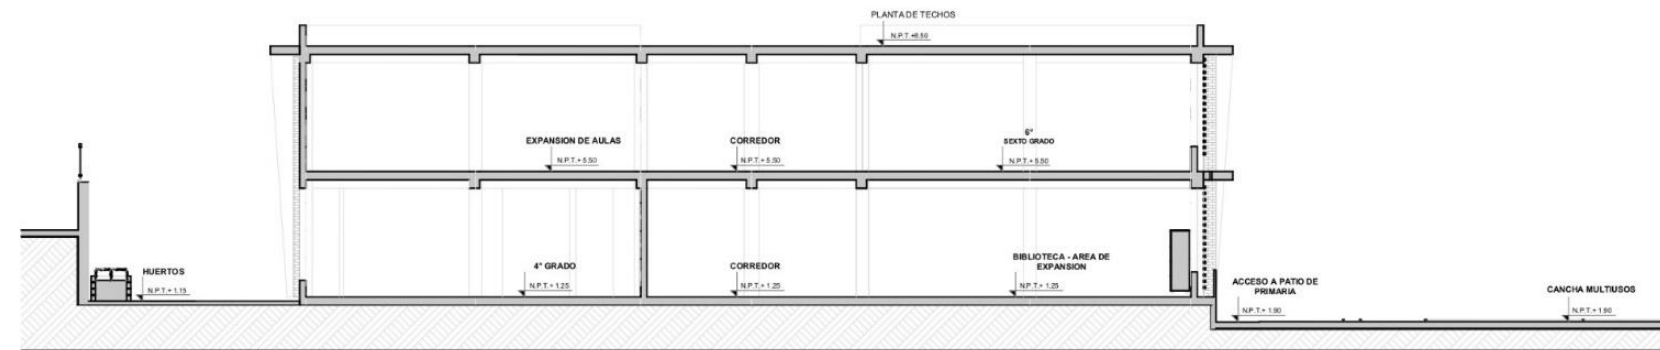 PLANTA DE TECHOS
N.P.T.+8.50
EXPANSION DE AULAS
N.P.T.+ 5.50
CORREDOR
N.P.T.+ 5.50
6°
SEXTO GRADO
N.P.T.+ 5.50
HUERTOS
N.P.T.+ 1.15
4° GRADO
N.P.T.+ 1.25
CORREDOR
N.P.T.+ 1.25
BIBLIOTECA - AREA DE
EXPANSION
N.P.T.+ 1.25
ACCESO A PATIO DE
PRIMARIA
N.P.T.+ 1.90
CANCHA MULTIUSOS
N.P.T.+ 1.90